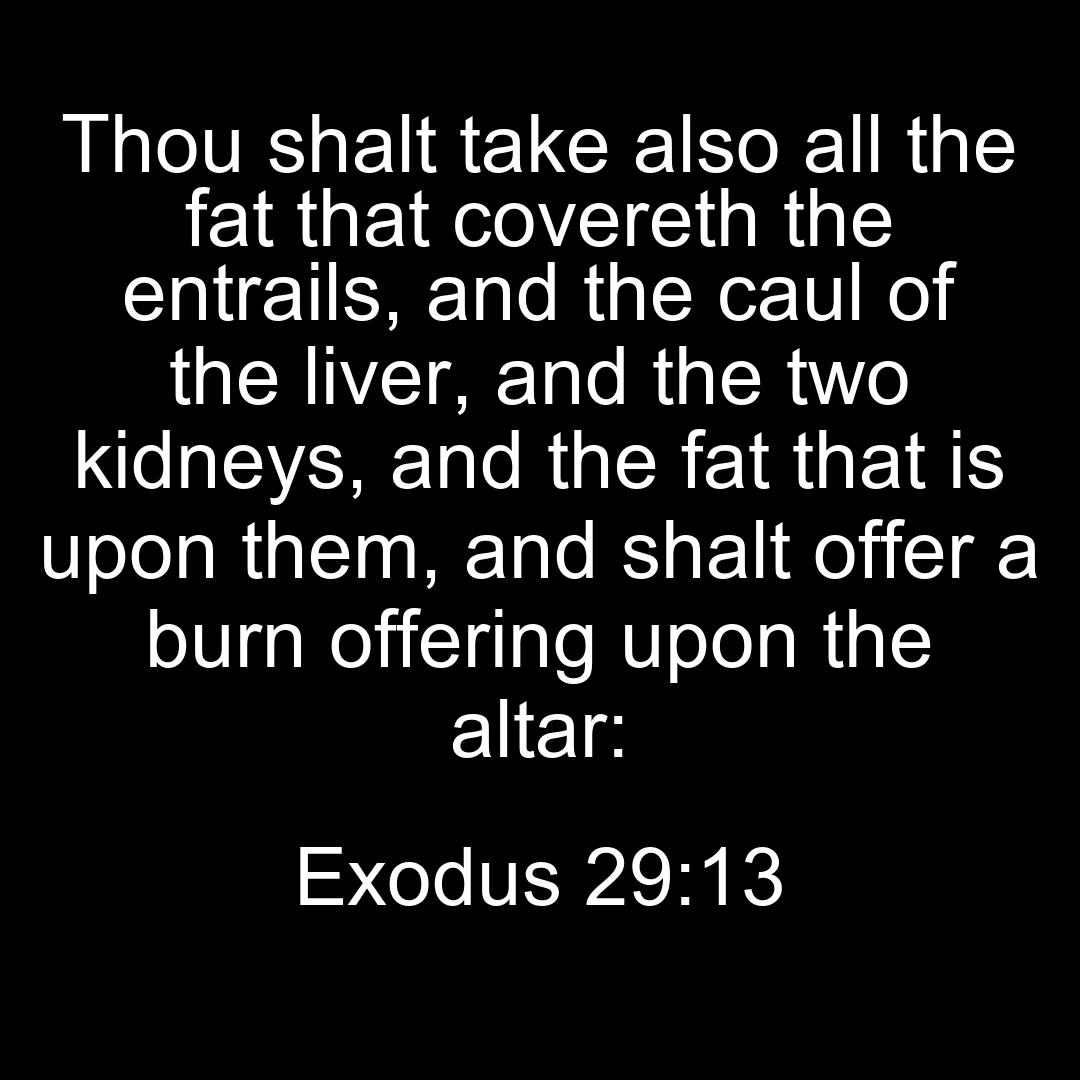 Thou shalt take also all the
fat that covereth the
entrails, and the caul of
the liver, and the two
kidneys, and the fat that is
upon them, and shalt offer a
burn offering upon the
altar:
Exodus 29:13